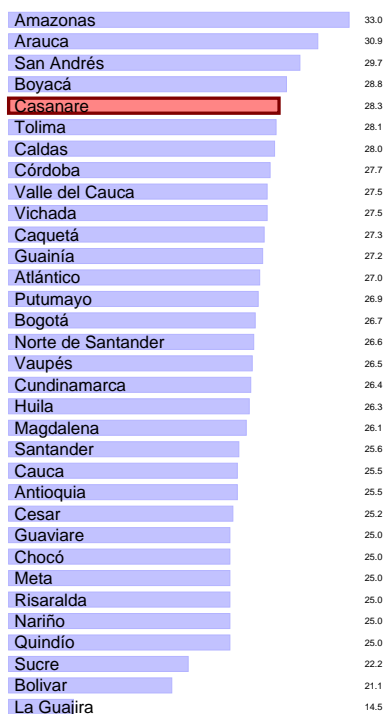 Amazonas 33.0
Arauca 30.9
San Andrés 29.7
Boyacá 28.8
Casanare 28.3
Tolima 28.1
Caldas 28.0
Córdoba 27.7
Valle del Cauca 27.5
Vichada 27.5
Caquetá 27.3
Guainía 27.2
Atlántico 27.0
Putumayo 26.9
Bogotá 26.7
Norte de Santander 26.6
Vaupés 26.5
Cundinamarca 26.4
Huila 26.3
Magdalena 26.1
Santander 25.6
Cauca 25.5
Antioquia 25.5
Cesar 25.2
Guaviare 25.0
Chocó 25.0
Meta 25.0
Risaralda 25.0
Nariño 25.0
Quindío 25.0
Sucre 22.2
Bolivar 21.1
La Guajira 14.5